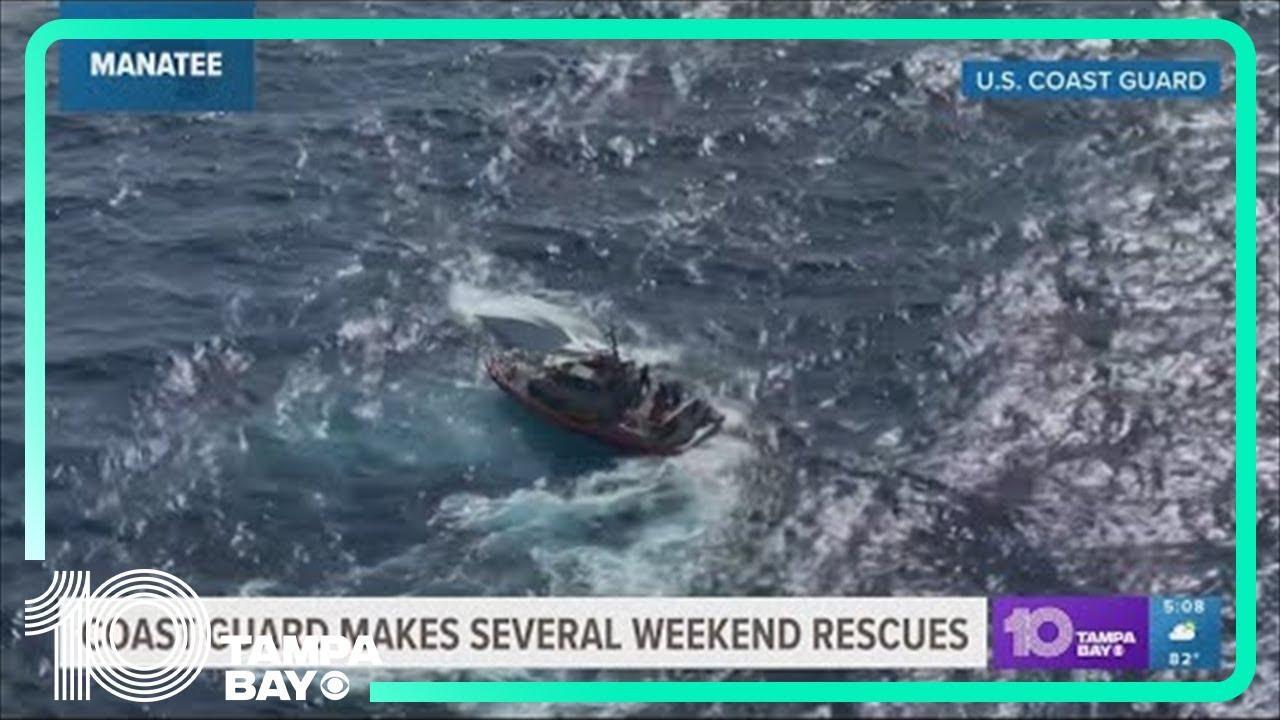 MANATEE
U.S. COAST GUARD
COAST GUARD MAKES SEVERAL WEEKEND RESCUES
10 TAMPA BAY
5:08
82°
10 TAMPA BAY